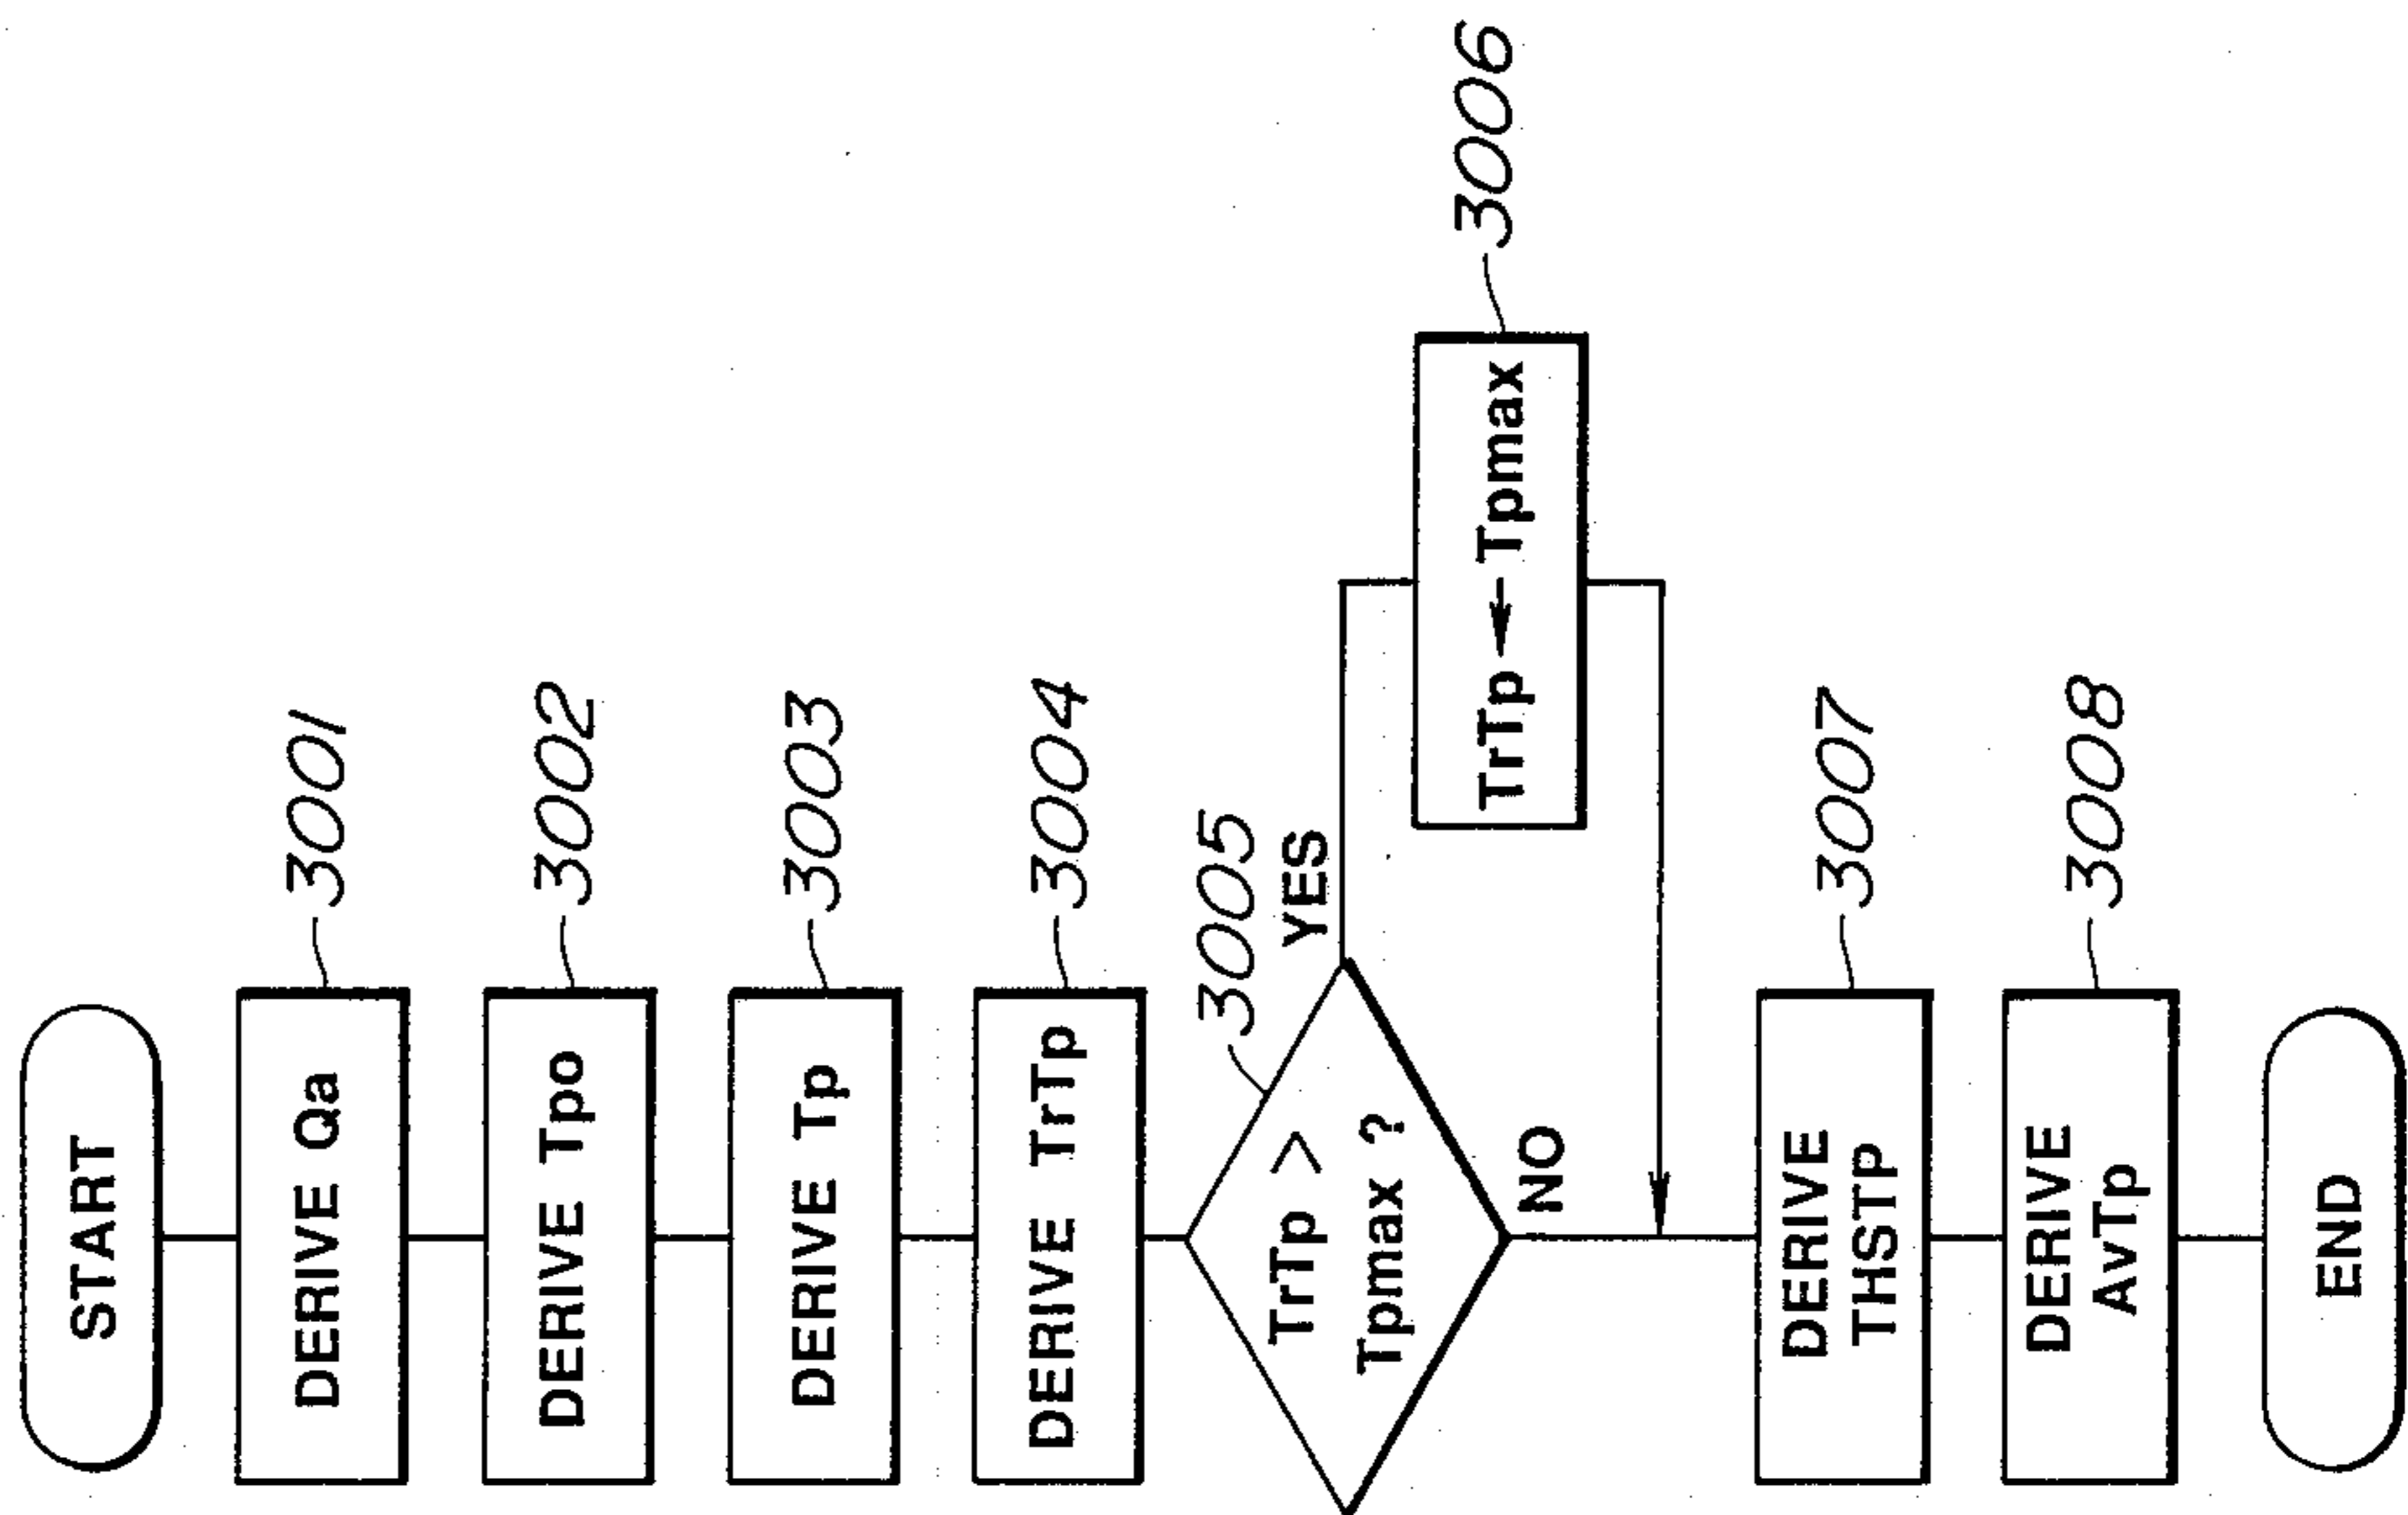 START
DERIVE Qa
3001
DERIVE Tpo
3002
DERIVE Tp
3003
DERIVE TrTp
3004
TrTp >
Tpmax ?
3005
YES
TrTp ← Tpmax
3006
NO
DERIVE
THSTP
3007
DERIVE
AvTp
3008
END